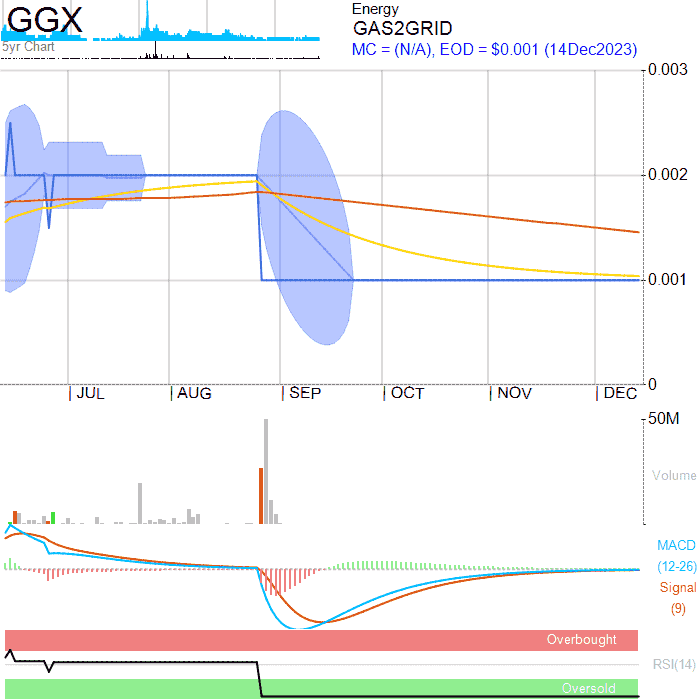 GGX
5yr Chart
Energy
GAS2GRID
MC = (N/A), EOD = $0.001 (14Dec2023)
0.003
0.002
0.001
0
JUL AUG SEP OCT NOV DEC
50M
Volume
MACD
(12-26)
Signal
(9)
Overbought
RSI(14)
Oversold